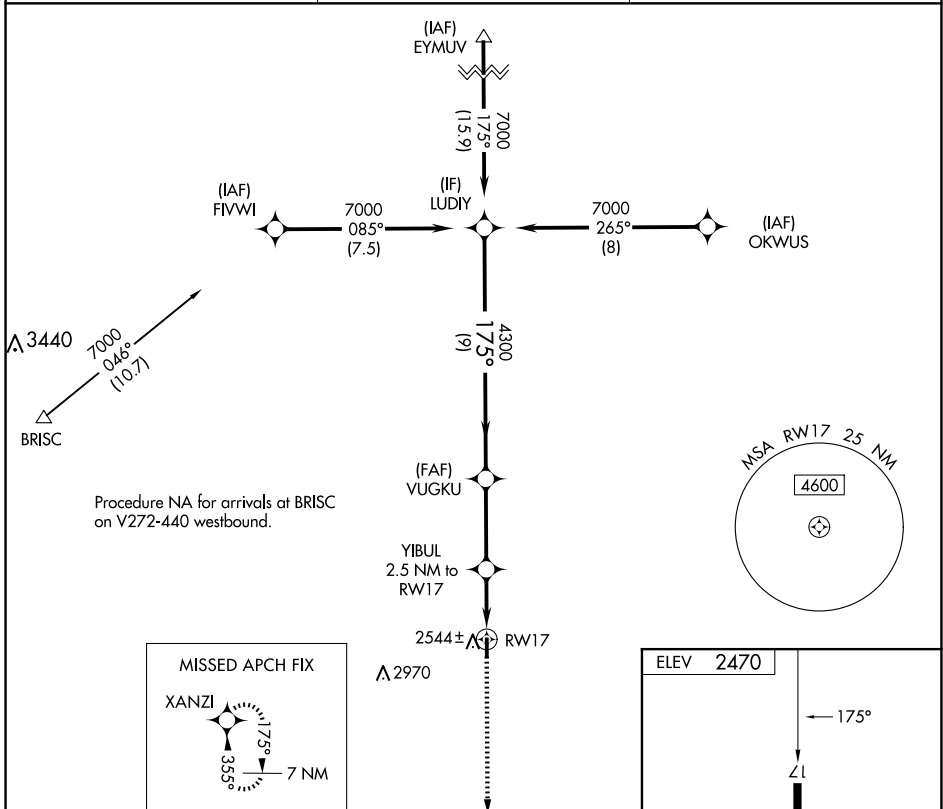 (IAF)
EYMUV
7000
175°
(15.9)
(IAF)
FIVWI
7000
085°
(7.5)
(IF)
LUDIY
7000
265°
(8)
(IAF)
OKWUS
3440
7000
046°
(10.7)
BRISC
4300
175°
(9)
(FAF)
VUGKU
MSA RW17 25 NM
4600
Procedure NA for arrivals at BRISC
on V272-440 westbound.
YIBUL
2.5 NM to
RW17
2544±
RW17
2970
MISSED APCH FIX
XANZI
175°
355°
7 NM
ELEV 2470
175°
17